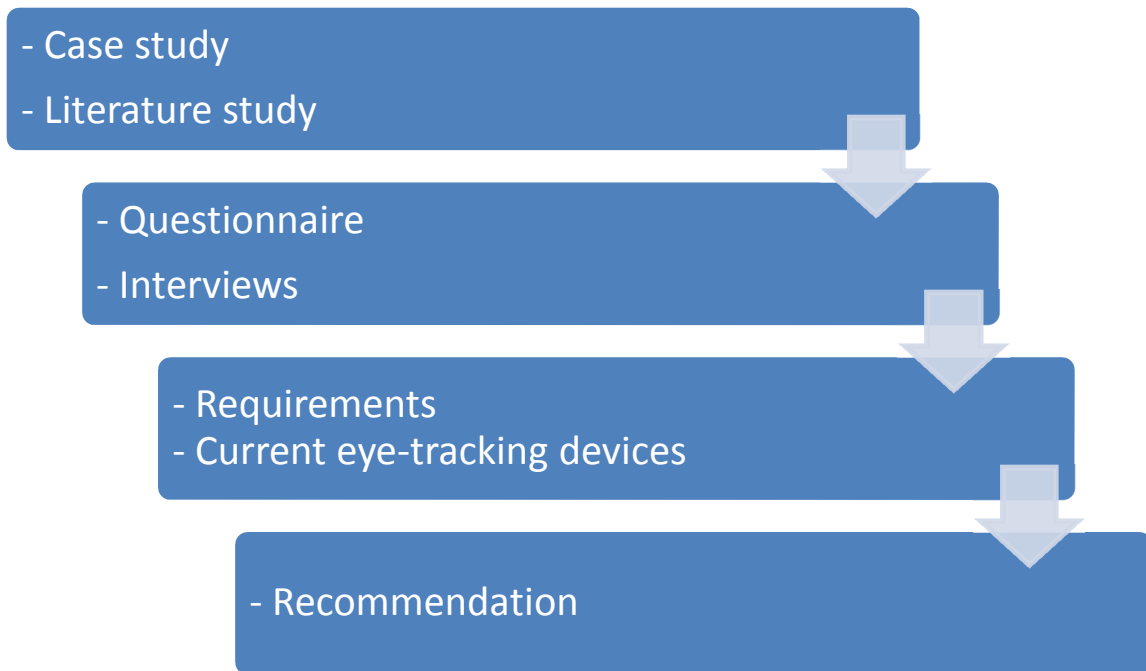 - Case study
- Literature study
- Questionnaire
- Interviews
- Requirements
- Current eye-tracking devices
- Recommendation